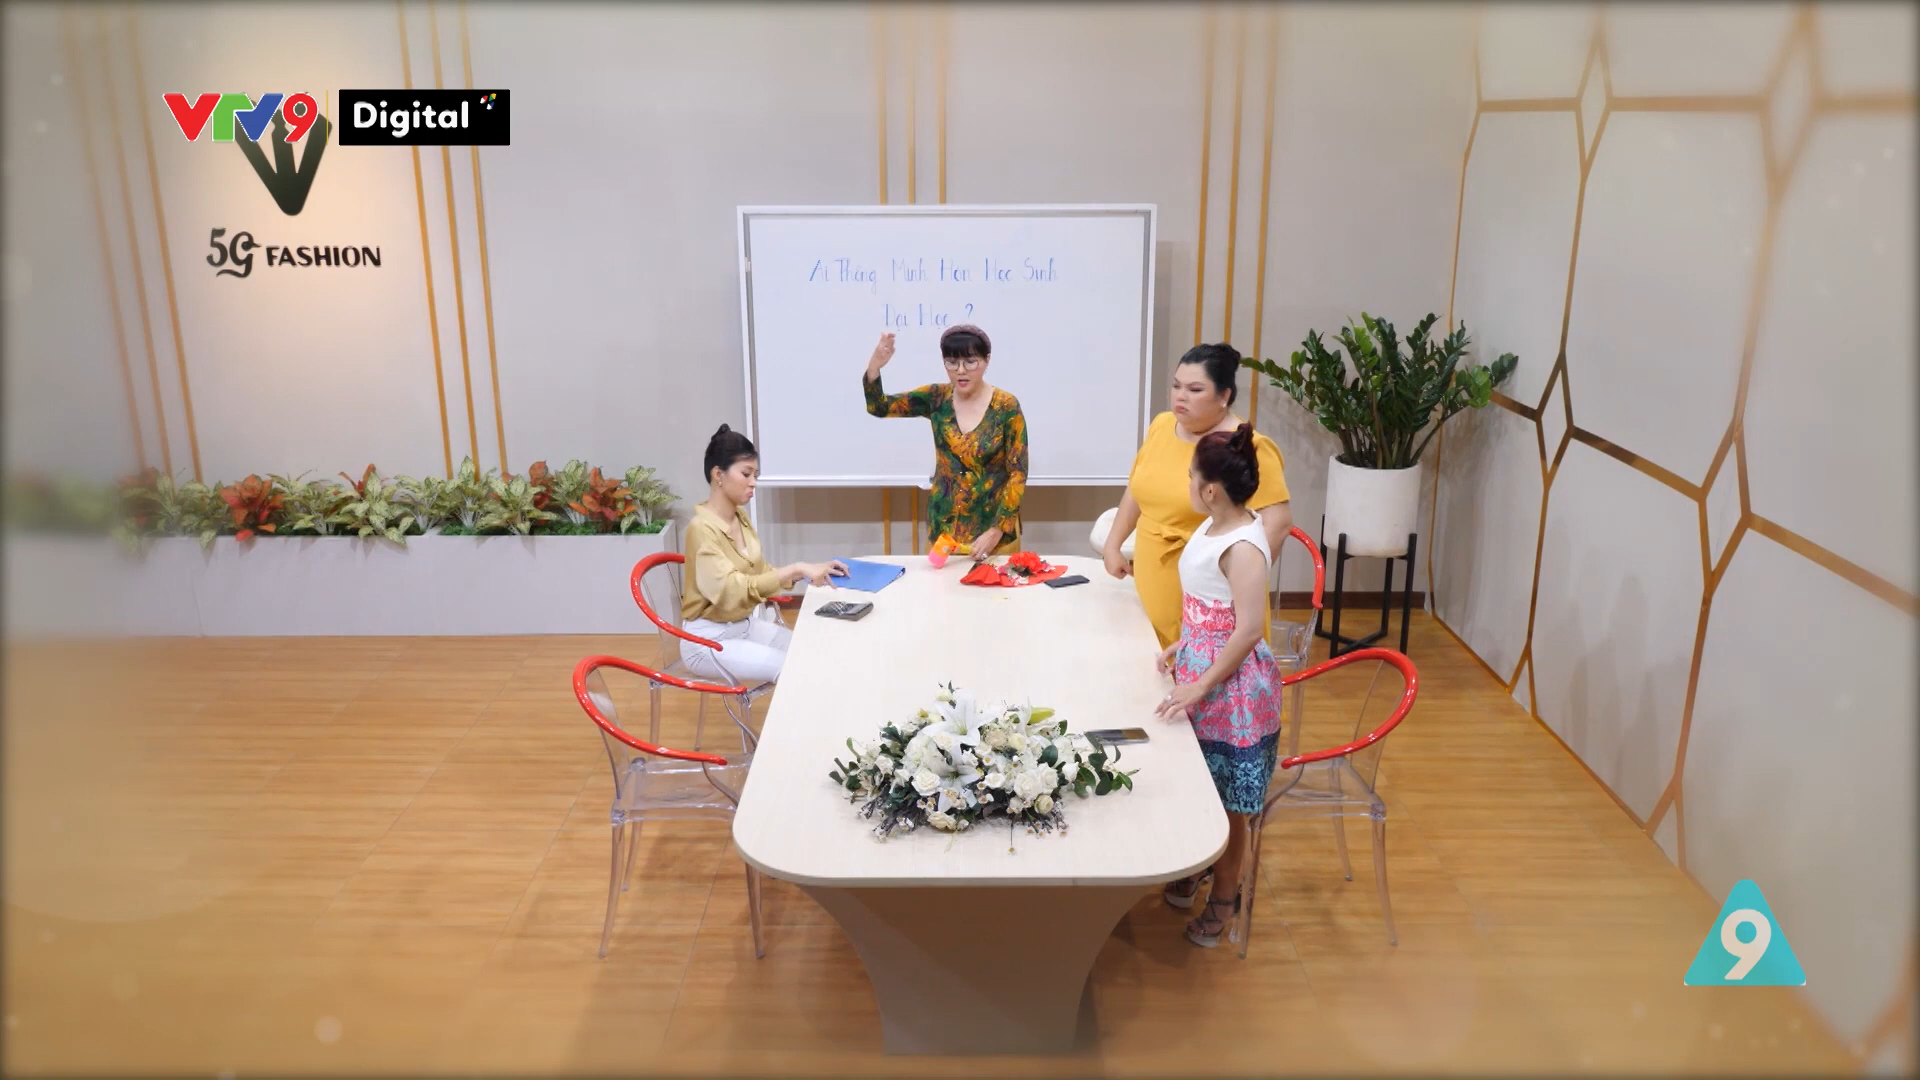 VTV9 Digital
5G FASHION
Ai Thông Minh Hơn Học Sinh
Đại Học ?
9